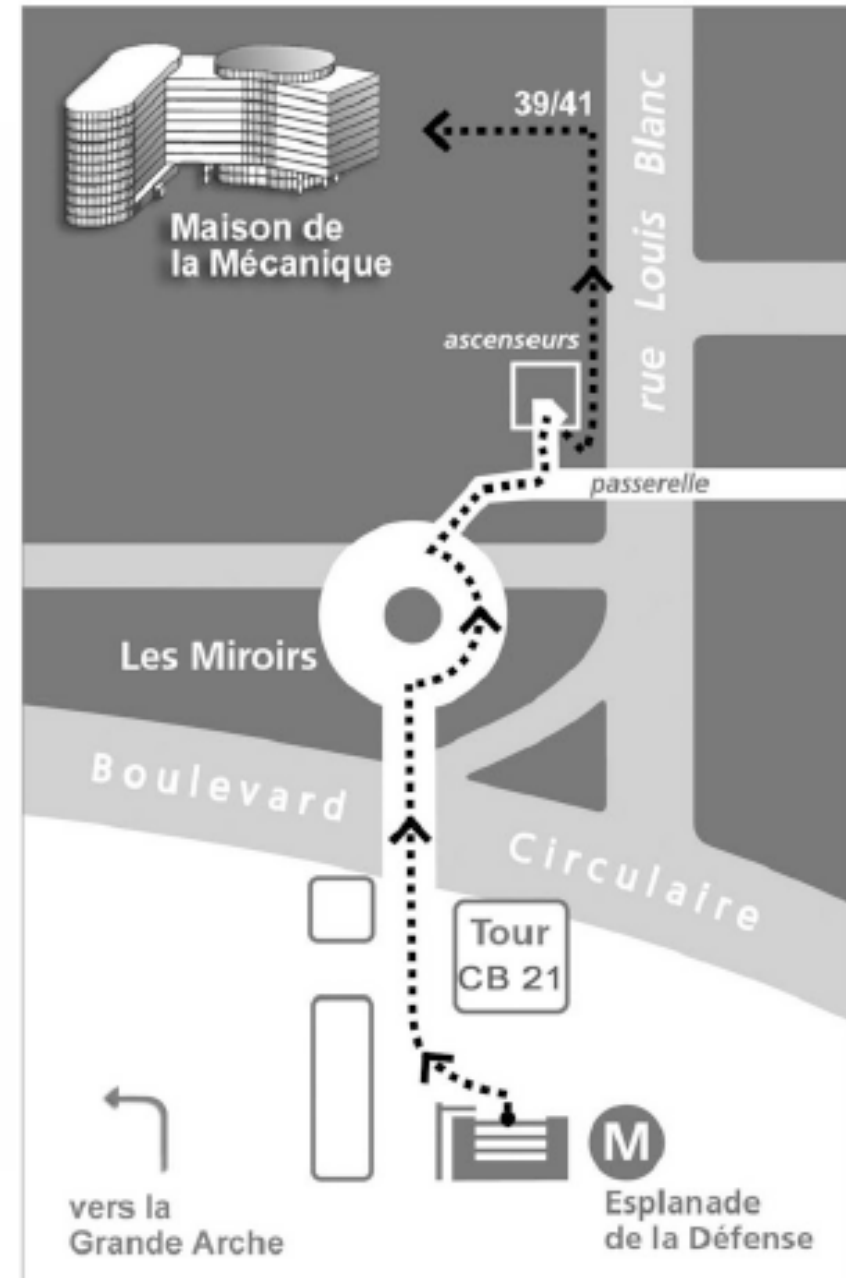 39/41
Maison de
la Mécanique
rue Louis Blanc
ascenseurs
passerelle
Les Miroirs
Boulevard
Circulaire
Tour
CB 21
M
vers la
Grande Arche
Esplanade
de la Défense